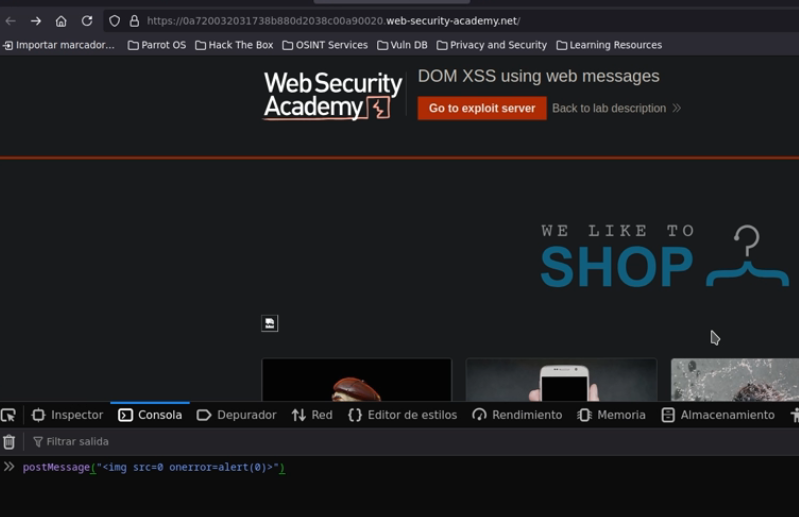 https://0a720032031738b880d2038c00a90020.web-security-academy.net/
Importar marcador... Parrot OS Hack The Box OSINT Services Vuln DB Privacy and Security Learning Resources
WebSecurity
Academy
DOM XSS using web messages
Go to exploit server Back to lab description
WE LIKE TO
SHOP
Inspector Consola Depurador Red Editor de estilos Rendimiento Memoria Almacenamiento
Filtrar salida
postMessage("<img src=0 onerror=alert(0)>")